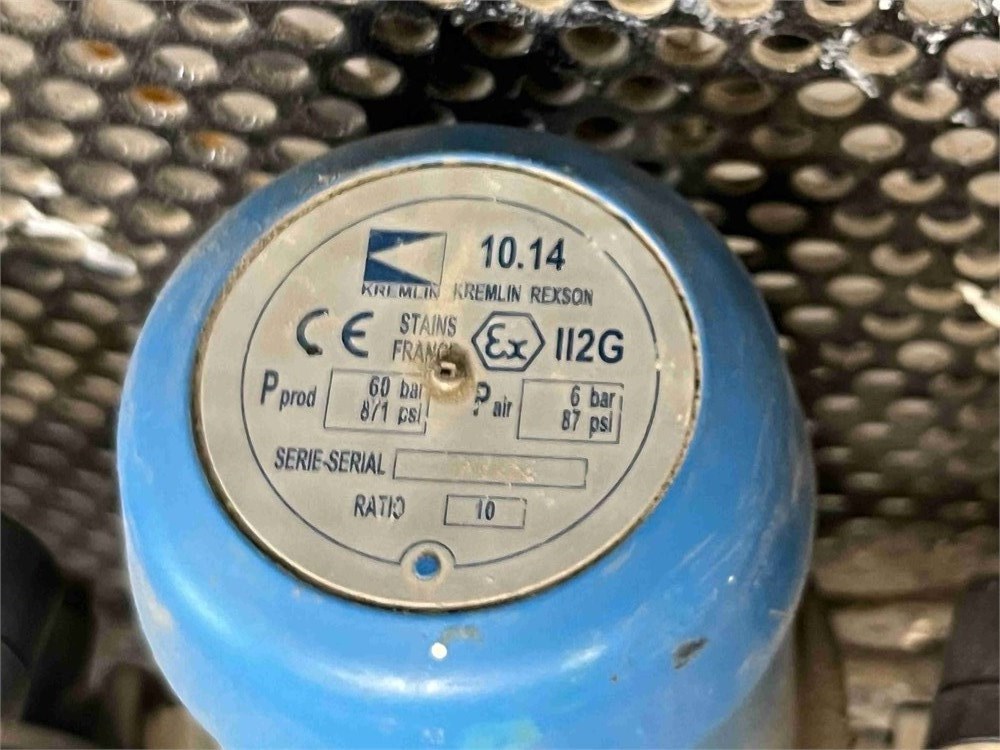 10.14
KREMLIN KREMLIN REXSON
CE STAINS FRANCE Ex II2G
P prod 60 bar 871 psi
P air 6 bar 87 psi
SERIE-SERIAL
RATIO 10